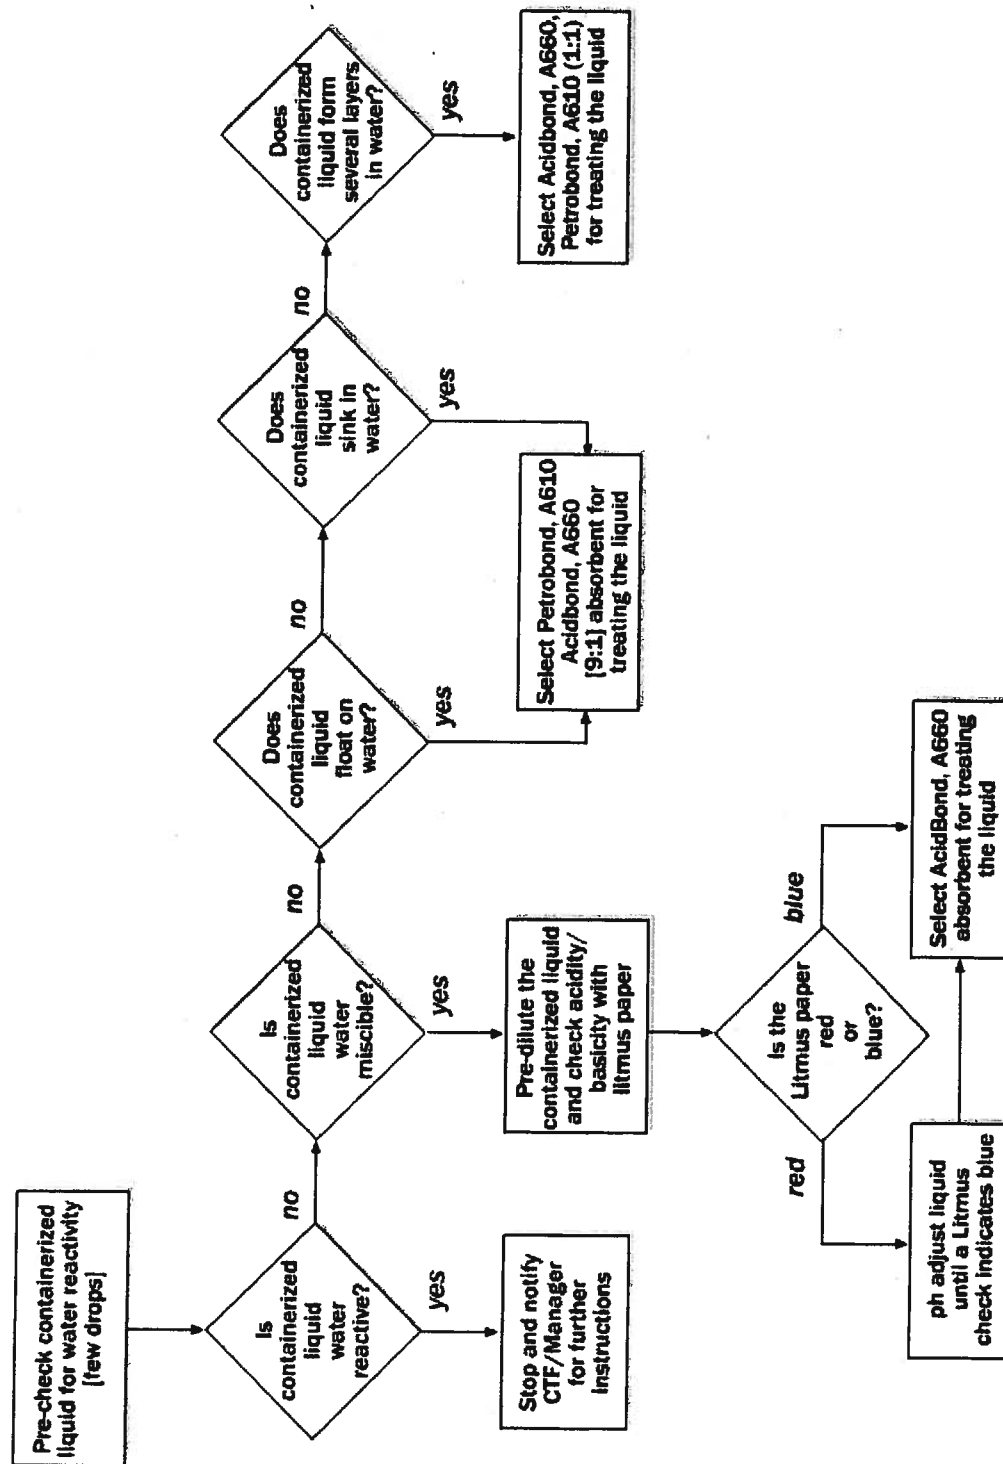 Pre-check containerized
liquid for water reactivity
[few drops]
Is
containerized
liquid
water
reactive?
no
yes
Stop and notify
CTF/Manager
for further
instructions
Is
containerized
liquid
water
miscible?
no
yes
Pre-dilute the
containerized liquid
and check acidity/
basicity with
litmus paper
Is the
Litmus paper
red
or
blue?
red
blue
ph adjust liquid
until a Litmus
check indicates blue
Select AcidBond, A660
absorbent for treating
the liquid
Does
containerized
liquid
float on
water?
no
yes
Does
containerized
liquid
sink in
water?
no
yes
Select Petrobond, A610
Acidbond, A660
[9:1] absorbent for
treating the liquid
Does
containerized
liquid form
several layers
in water?
yes
Select Acidbond, A660,
Petrobond, A610 (1:1)
for treating the liquid